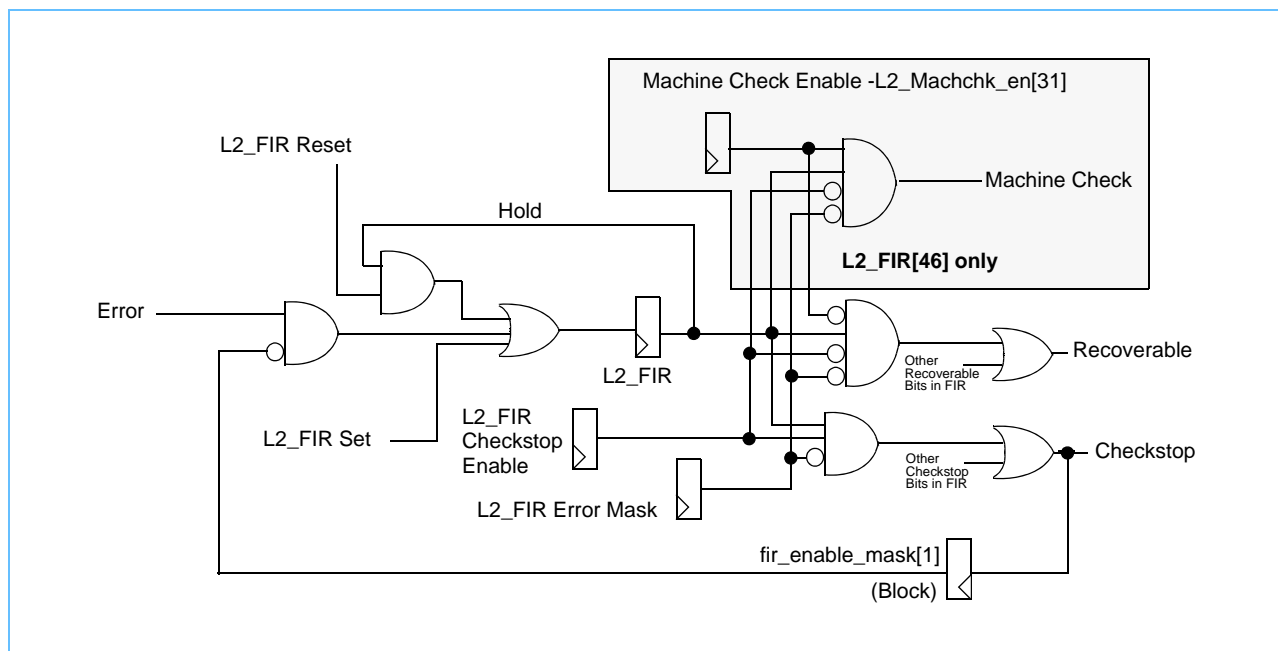 Machine Check Enable -L2_Machchk_en[31]
L2_FIR Reset
Machine Check
Hold
L2_FIR[46] only
Error
Recoverable
Other
Recoverable
Bits in FIR
L2_FIR
L2_FIR
Checkstop
Enable
L2_FIR Set
Checkstop
Other
Checkstop
Bits in FIR
L2_FIR Error Mask
fir_enable_mask[1]
(Block)